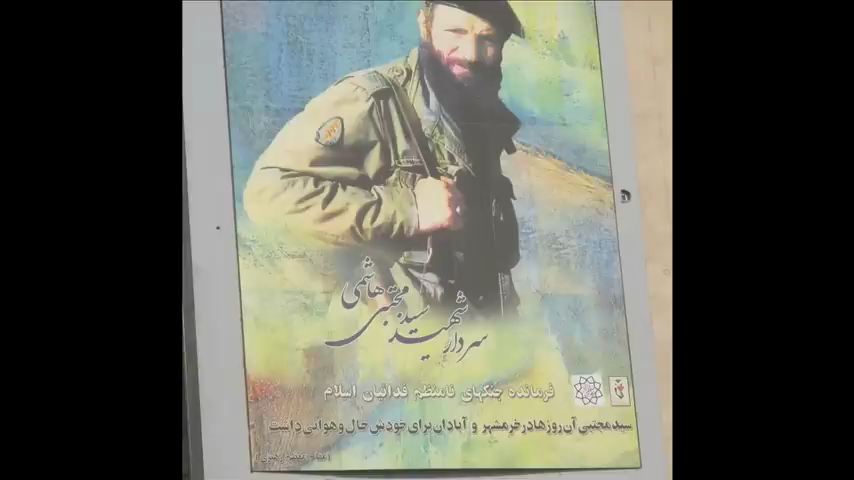 سردار شهید سید مجتبی هاشمی
فرمانده جنگهای نامنظم فدائیان اسلام
سید مجتبی آن روزها در خرمشهر و آبادان برای خودش حال و هوائی داشت